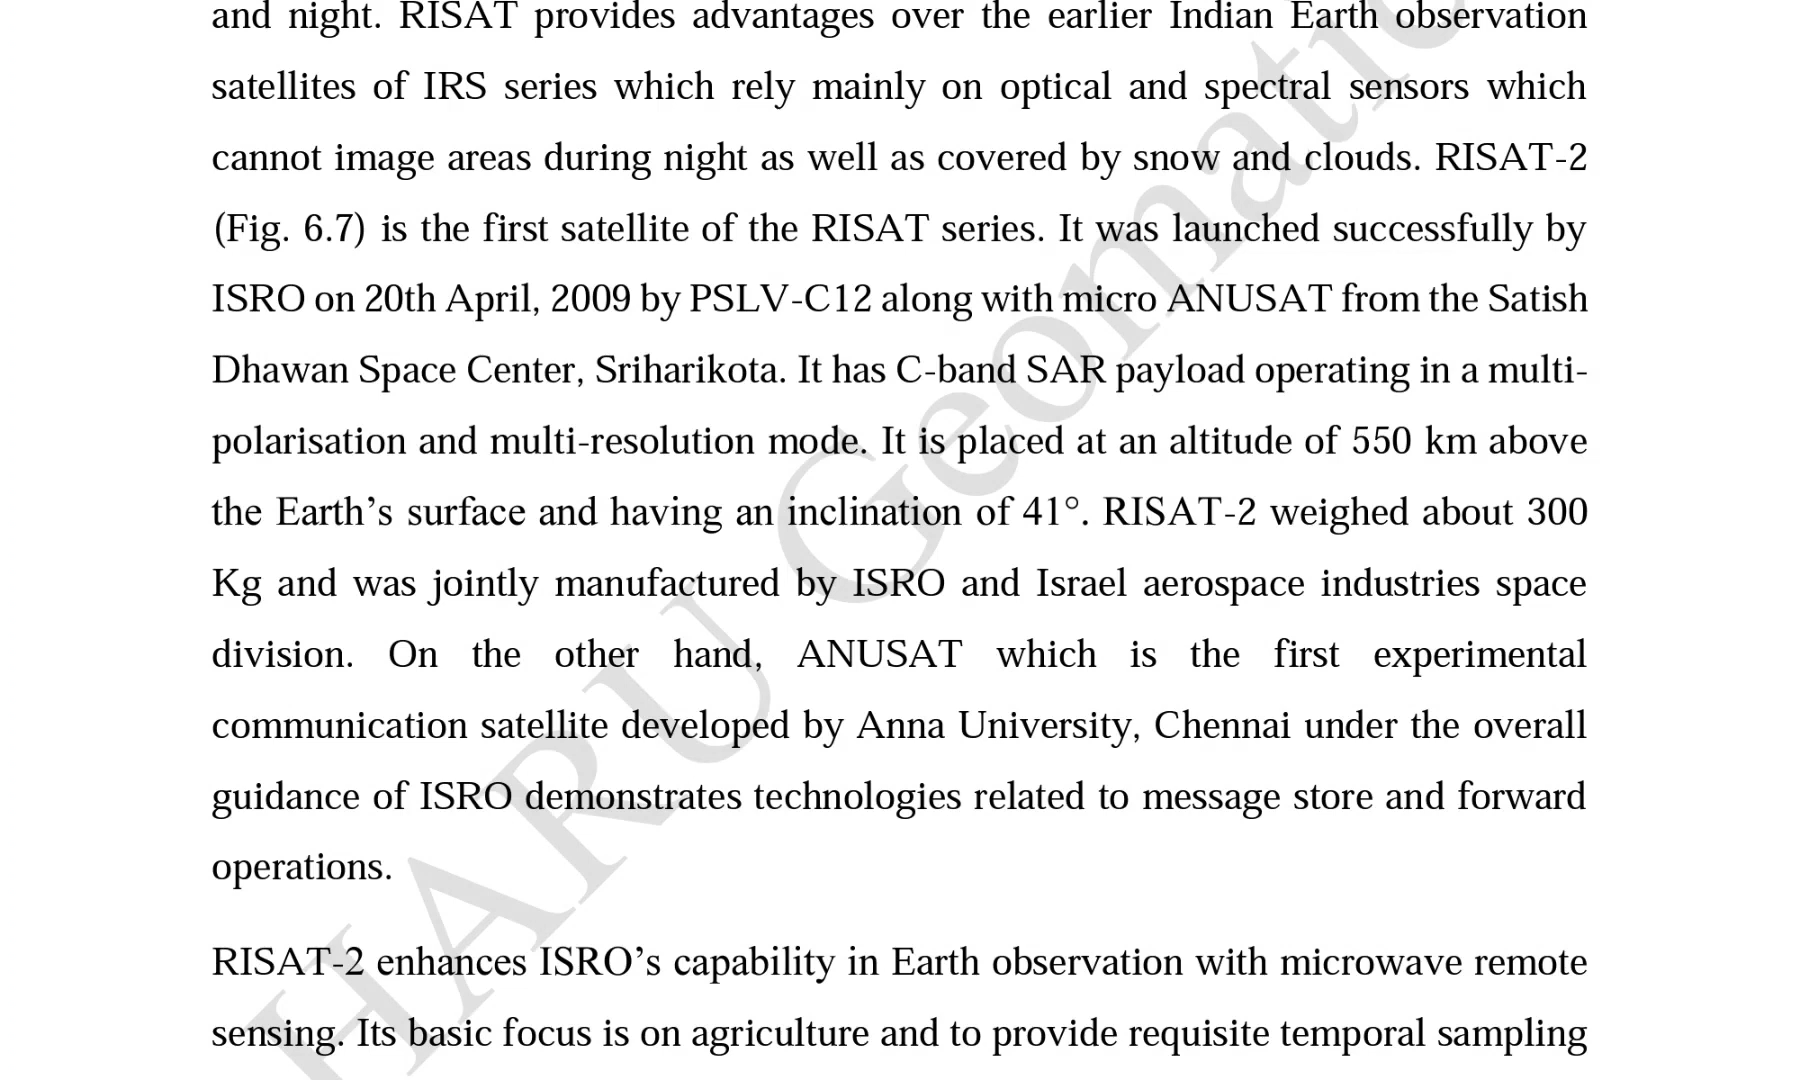 and night. RISAT provides advantages over the earlier Indian Earth observation
satellites of IRS series which rely mainly on optical and spectral sensors which
cannot image areas during night as well as covered by snow and clouds. RISAT-2
(Fig. 6.7) is the first satellite of the RISAT series. It was launched successfully by
ISRO on 20th April, 2009 by PSLV-C12 along with micro ANUSAT from the Satish
Dhawan Space Center, Sriharikota. It has C-band SAR payload operating in a multi-
polarisation and multi-resolution mode. It is placed at an altitude of 550 km above
the Earth’s surface and having an inclination of 41°. RISAT-2 weighed about 300
Kg and was jointly manufactured by ISRO and Israel aerospace industries space
division. On the other hand, ANUSAT which is the first experimental
communication satellite developed by Anna University, Chennai under the overall
guidance of ISRO demonstrates technologies related to message store and forward
operations.
RISAT-2 enhances ISRO’s capability in Earth observation with microwave remote
sensing. Its basic focus is on agriculture and to provide requisite temporal sampling
HARU Geomatic